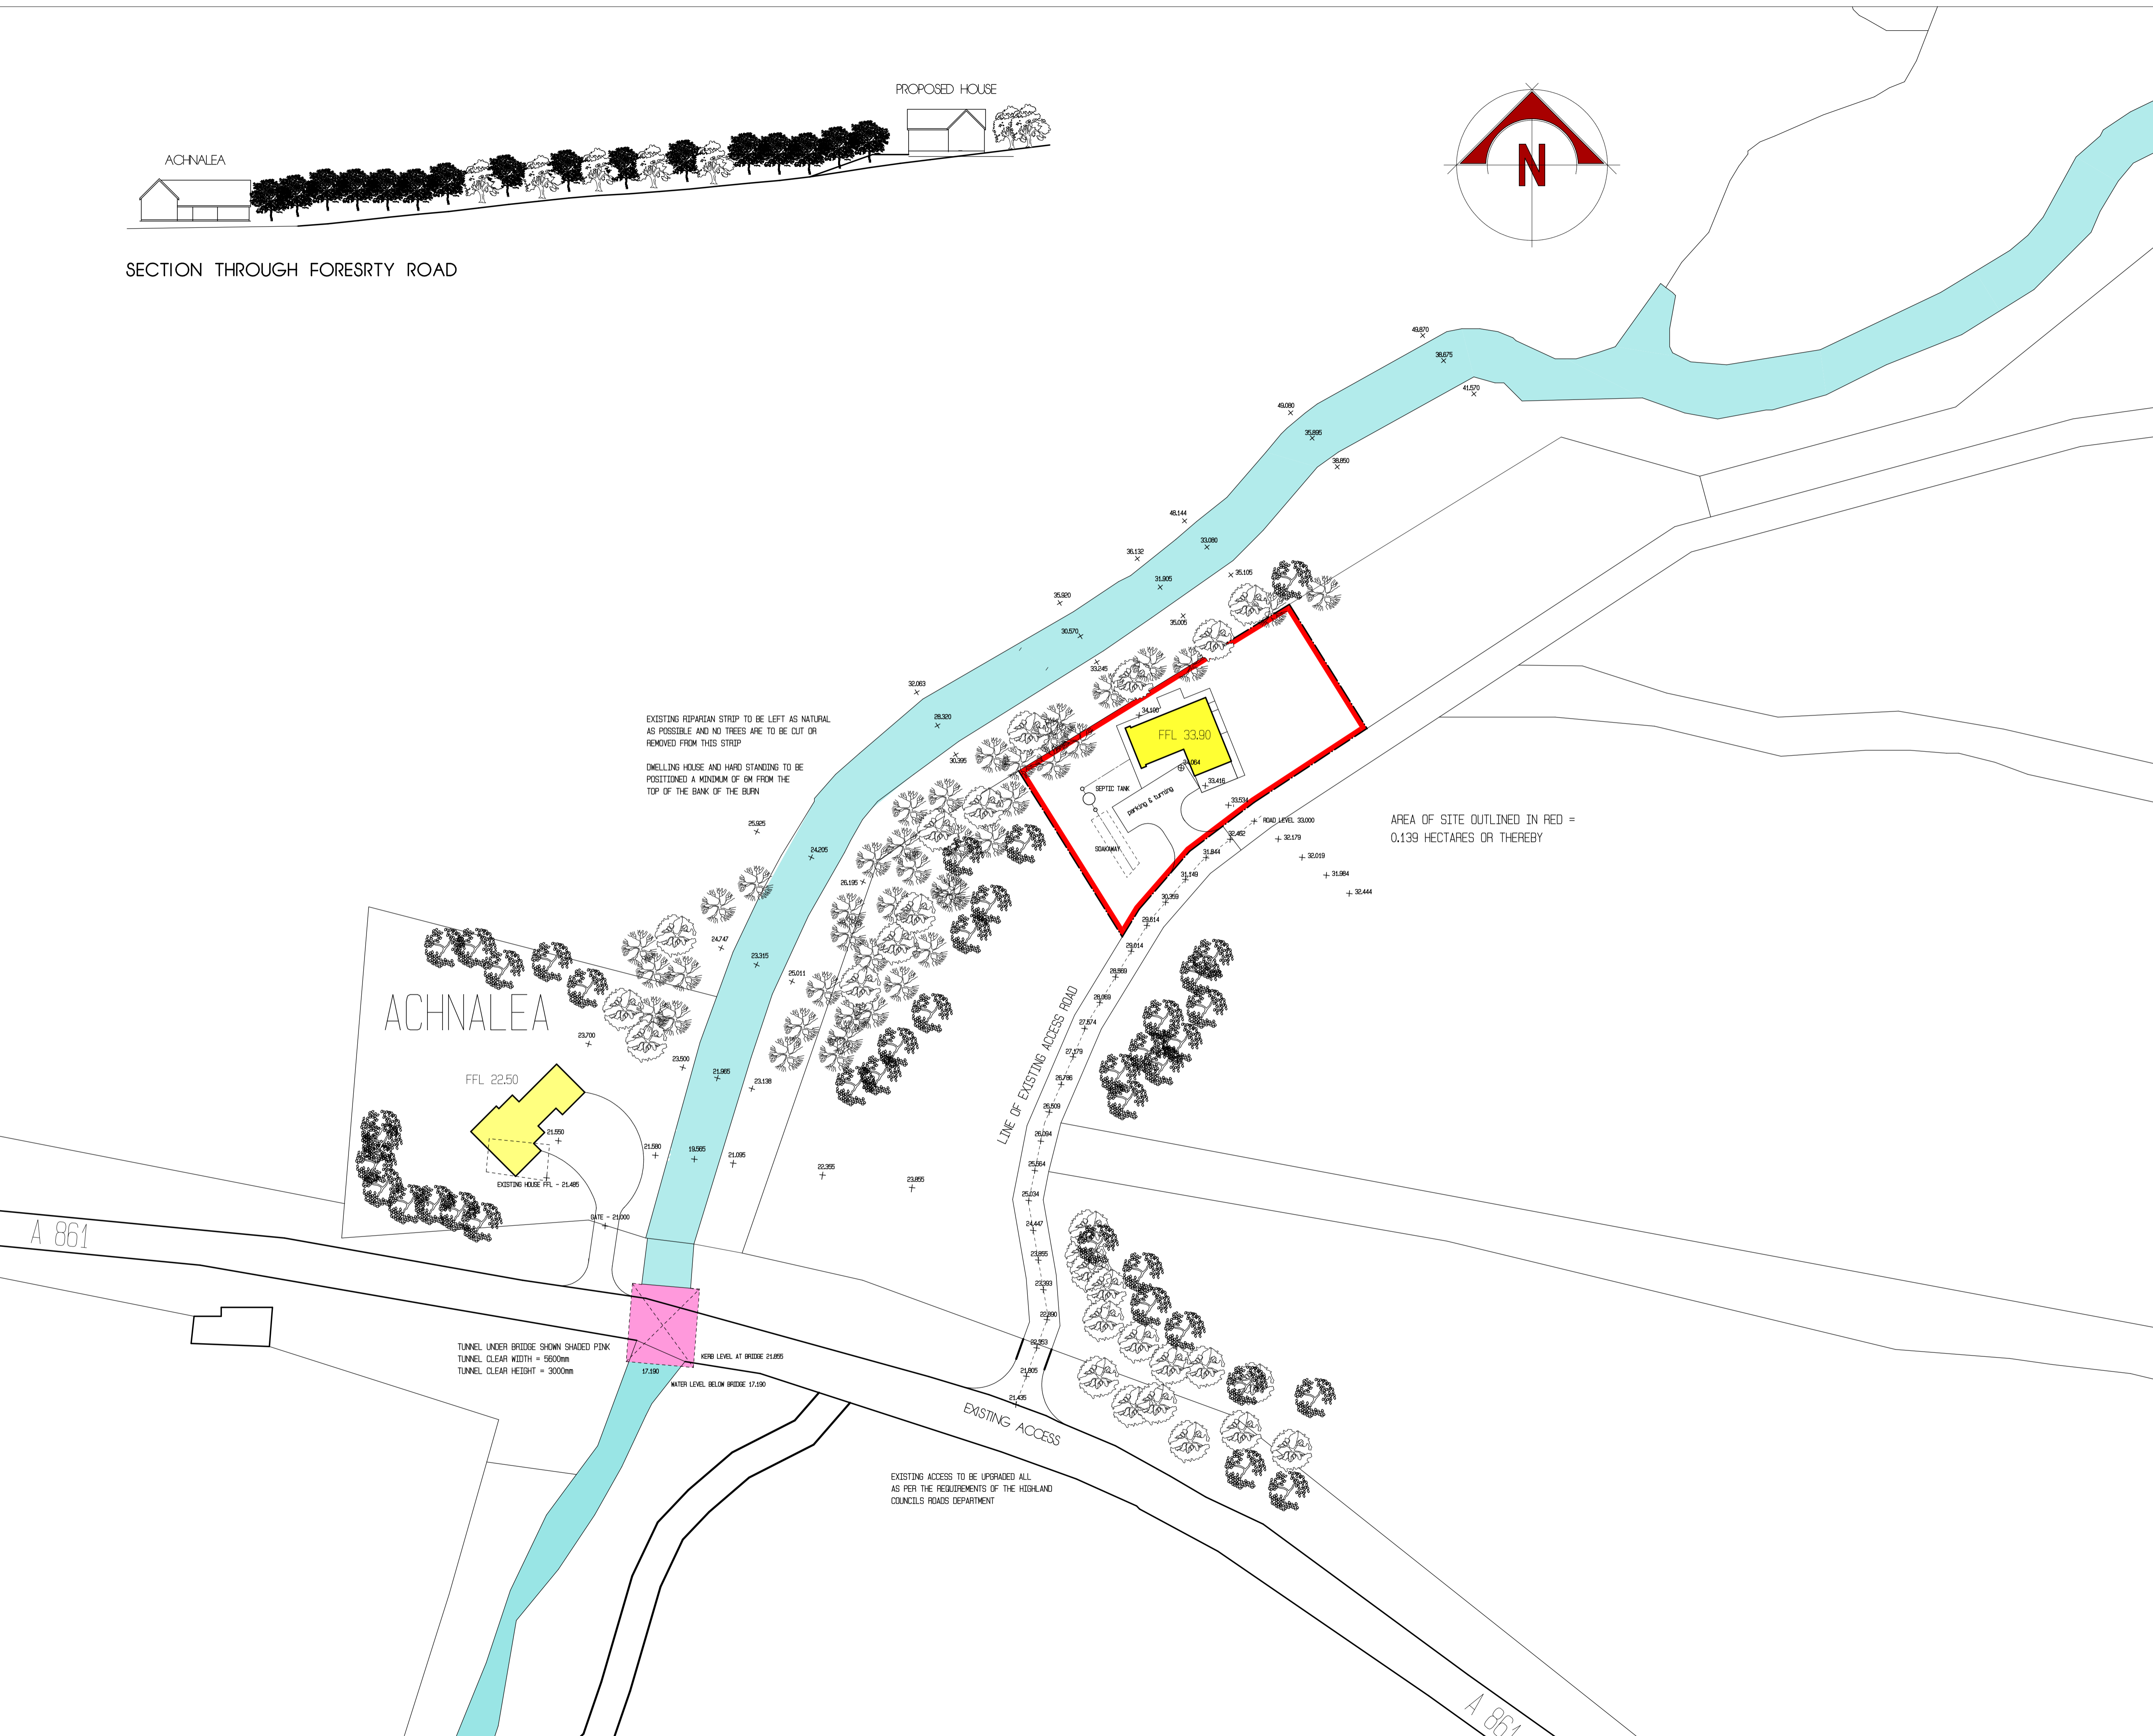 PROPOSED HOUSE
ACHNALEA
SECTION THROUGH FORESRTY ROAD
N
49.870
38.675
41.570
49.080
35.895
38.850
48.144
33.080
36.132
31.905
35.105
35.920
35.005
30.570
33.245
32.063
28.320
30.395
EXISTING RIPARIAN STRIP TO BE LEFT AS NATURAL
AS POSSIBLE AND NO TREES ARE TO BE CUT OR
REMOVED FROM THIS STRIP
DWELLING HOUSE AND HARD STANDING TO BE
POSITIONED A MINIMUM OF 6M FROM THE
TOP OF THE BANK OF THE BURN
34.190
FFL 33.90
34.064
33.416
SEPTIC TANK
parking & turning
33.534
ROAD LEVEL 33.000
SOAKAWAY
32.462
32.179
31.844
32.019
31.149
31.984
30.359
32.444
29.614
29.014
28.569
28.069
27.574
27.179
26.786
26.509
26.094
25.564
25.034
24.447
23.855
23.393
22.890
22.353
21.805
21.435
AREA OF SITE OUTLINED IN RED =
0.139 HECTARES OR THEREBY
25.925
24.205
26.195
24.747
23.315
25.011
ACHNALEA
23.700
23.500
21.965
23.138
FFL 22.50
21.550
21.580
19.565
21.095
22.355
23.855
EXISTING HOUSE FFL - 21.485
GATE - 21.000
LINE OF EXISTING ACCESS ROAD
A 861
TUNNEL UNDER BRIDGE SHOWN SHADED PINK
TUNNEL CLEAR WIDTH = 5600mm
TUNNEL CLEAR HEIGHT = 3000mm
KERB LEVEL AT BRIDGE 21.855
17.190
WATER LEVEL BELOW BRIDGE 17.190
EXISTING ACCESS
EXISTING ACCESS TO BE UPGRADED ALL
AS PER THE REQUIREMENTS OF THE HIGHLAND
COUNCILS ROADS DEPARTMENT
A 861